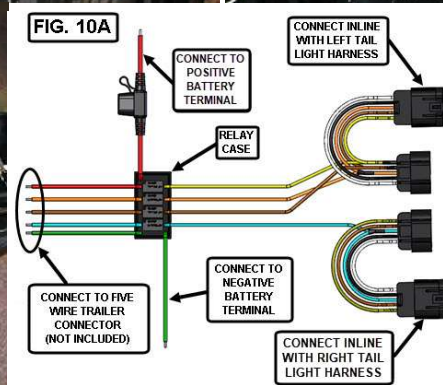 FIG. 10A
CONNECT TO
POSITIVE
BATTERY
TERMINAL
CONNECT INLINE
WITH LEFT TAIL
LIGHT HARNESS
RELAY
CASE
CONNECT TO FIVE
WIRE TRAILER
CONNECTOR
(NOT INCLUDED)
CONNECT TO
NEGATIVE
BATTERY
TERMINAL
CONNECT INLINE
WITH RIGHT TAIL
LIGHT HARNESS